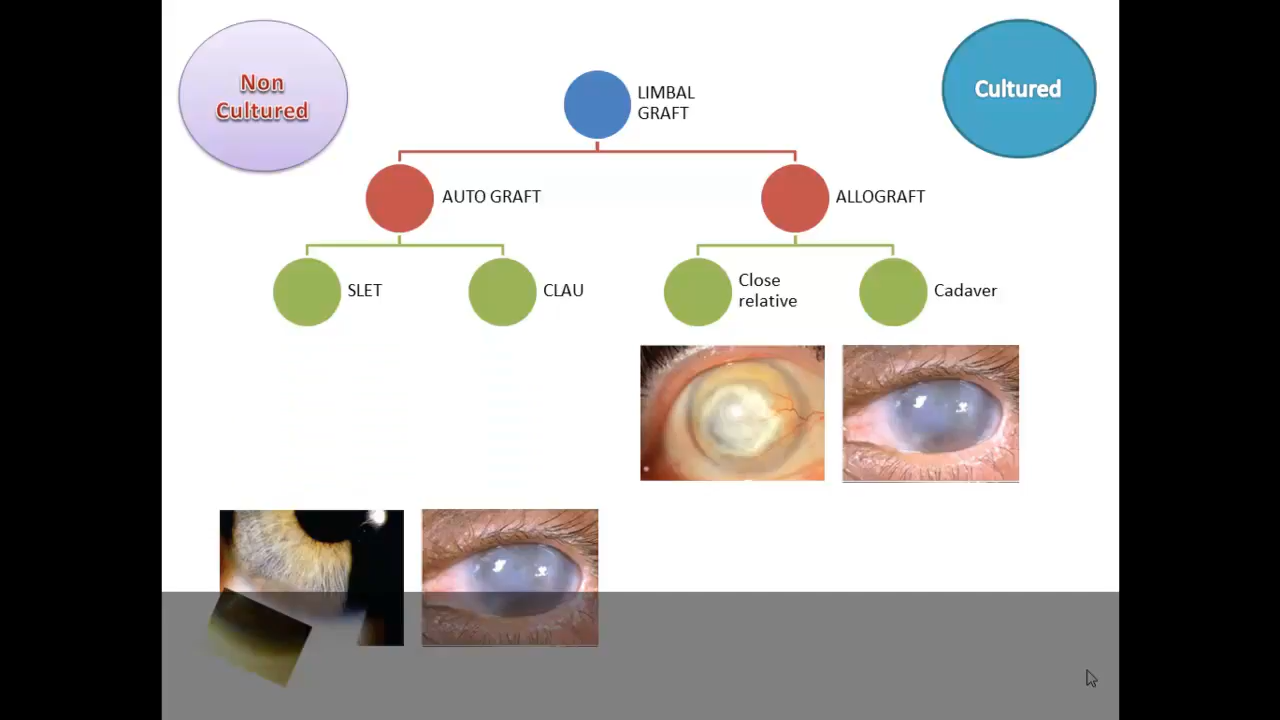 Non
Cultured
LIMBAL
GRAFT
Cultured
AUTO GRAFT
ALLOGRAFT
SLET
CLAU
Close
relative
Cadaver